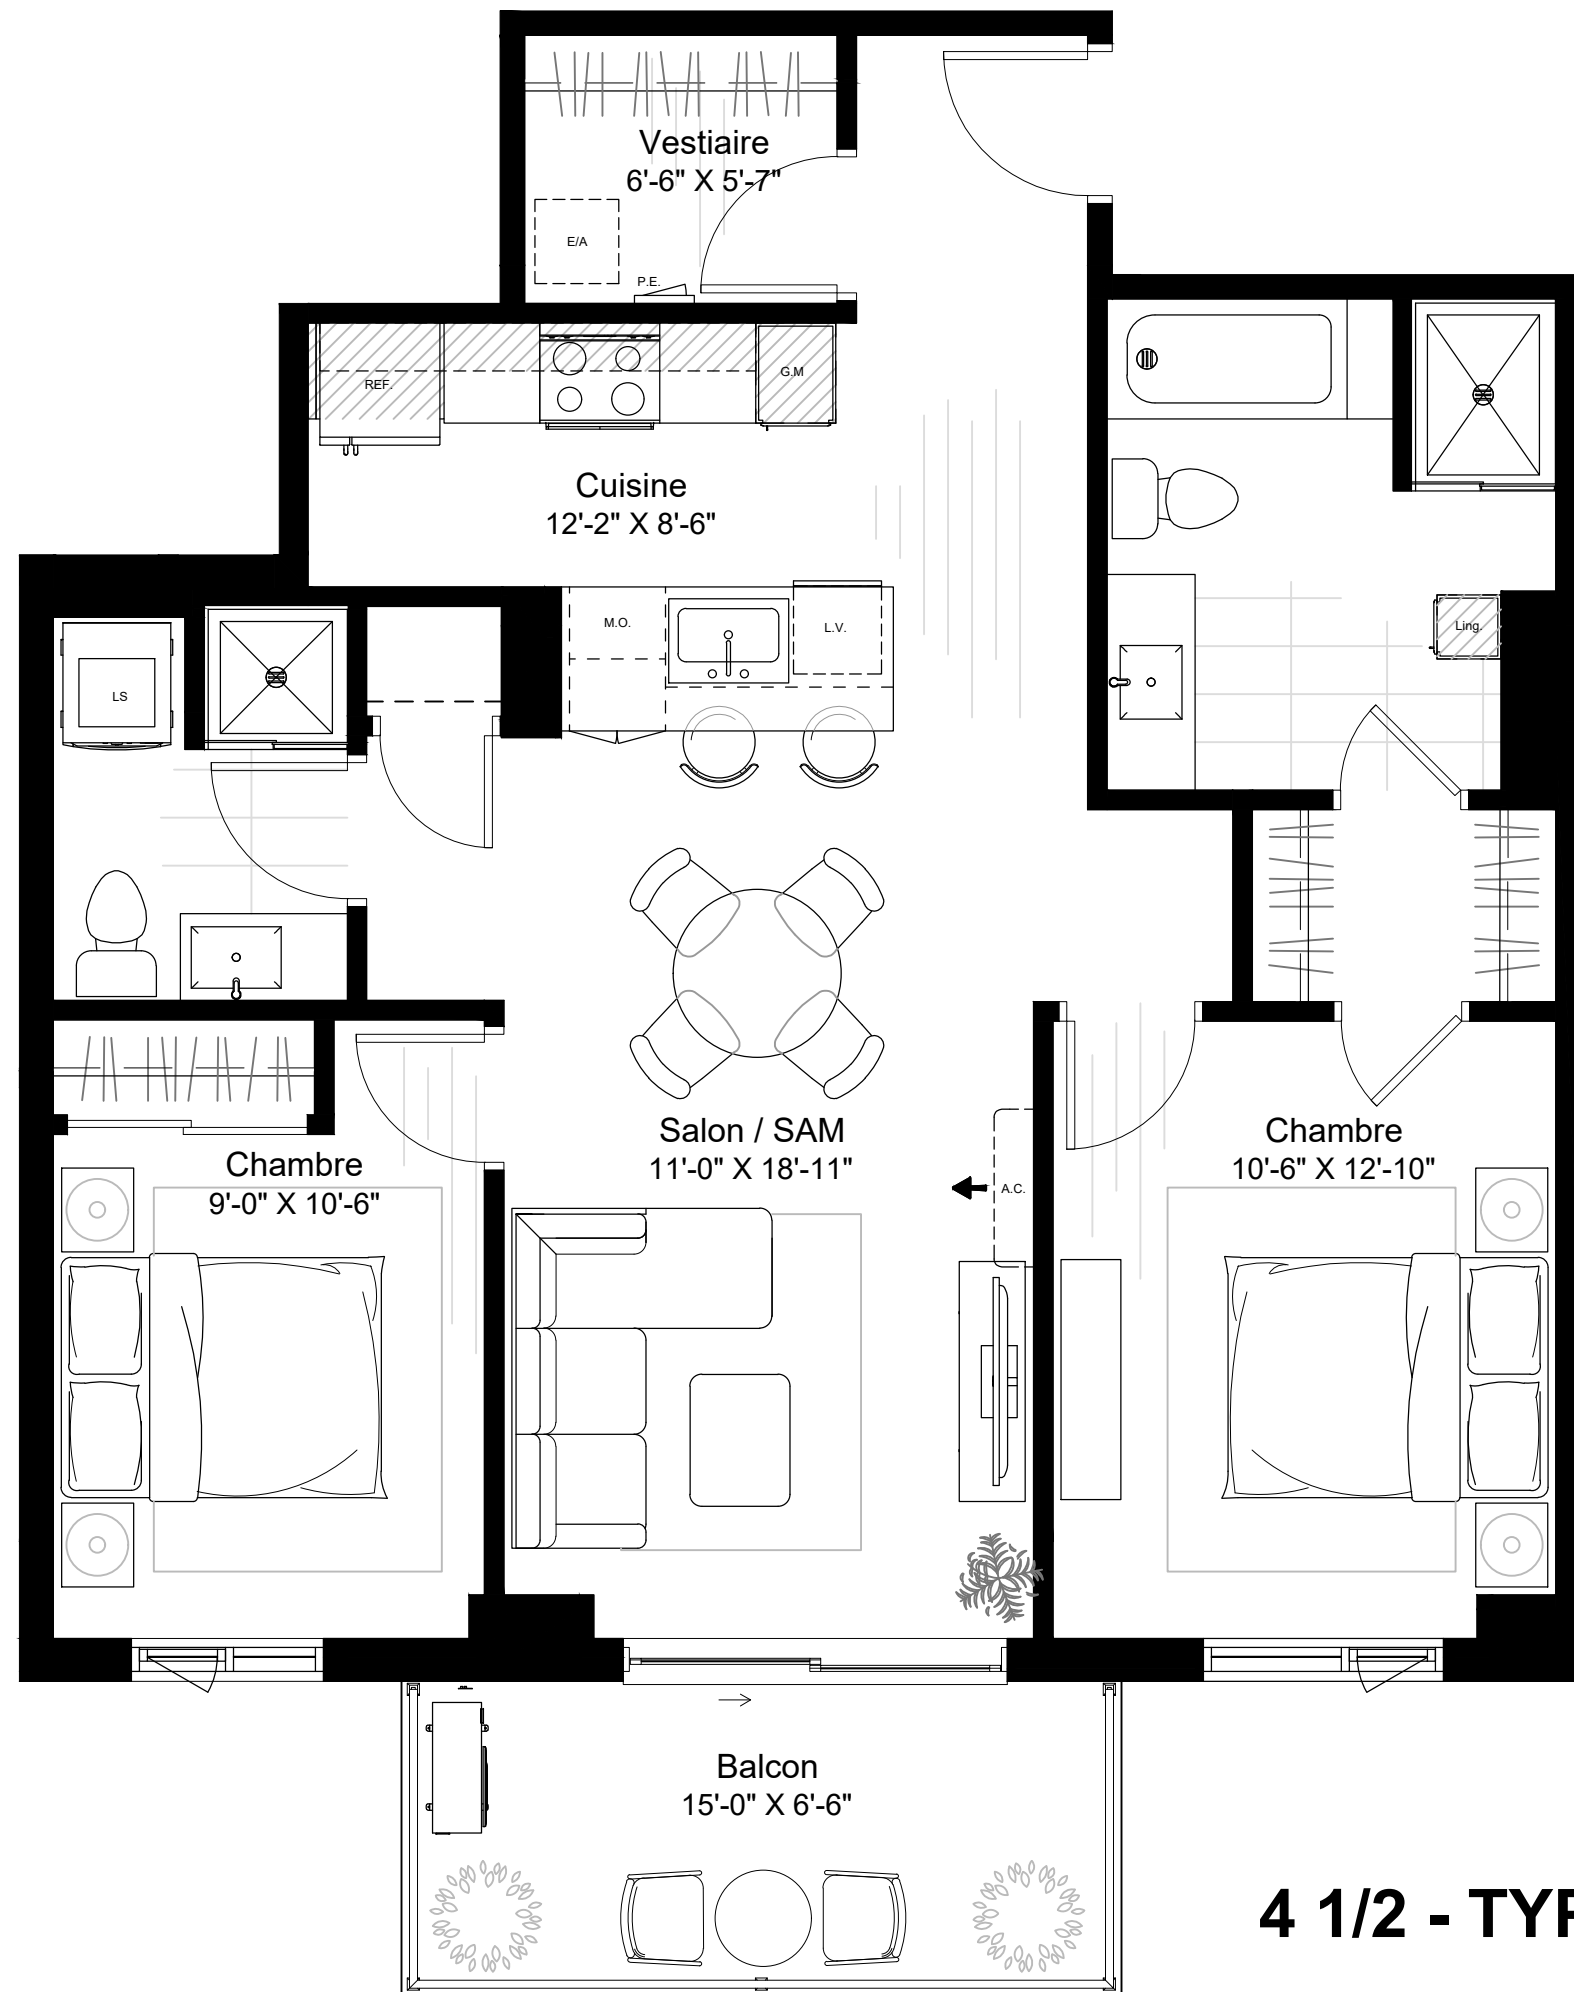 Vestiaire
6'-6" X 5'-7"
E/A
P.E.
REF.
G.M
Cuisine
12'-2" X 8'-6"
M.O.
L.V.
Ling.
LS
Salon / SAM
11'-0" X 18'-11"
Chambre
10'-6" X 12'-10"
Chambre
9'-0" X 10'-6"
A.C.
Balcon
15'-0" X 6'-6"
4 1/2 - TYP